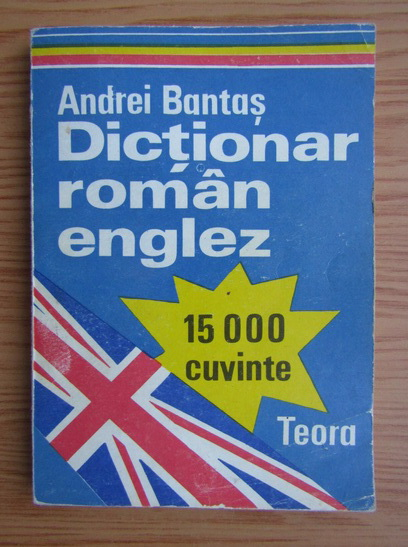 Andrei Bantaș
Dicționar
român
englez
15 000
cuvinte
Teora